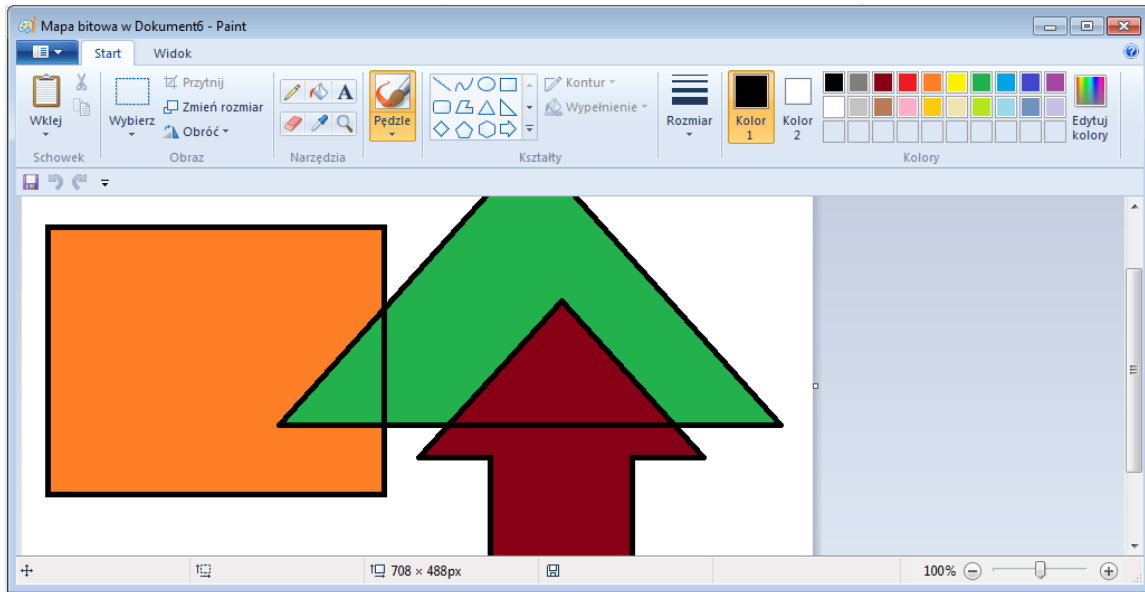 Mapa bitowa w Dokument6 - Paint
Start Widok
Wklej
Wybierz
Przytnij
Zmień rozmiar
Obróć
A
Pędzle
Kontur
Wypełnienie
Rozmiar
Kolor 1
Kolor 2
Edytuj kolory
Schowek Obraz Narzędzia Kształty Kolory
708 × 488px 100%